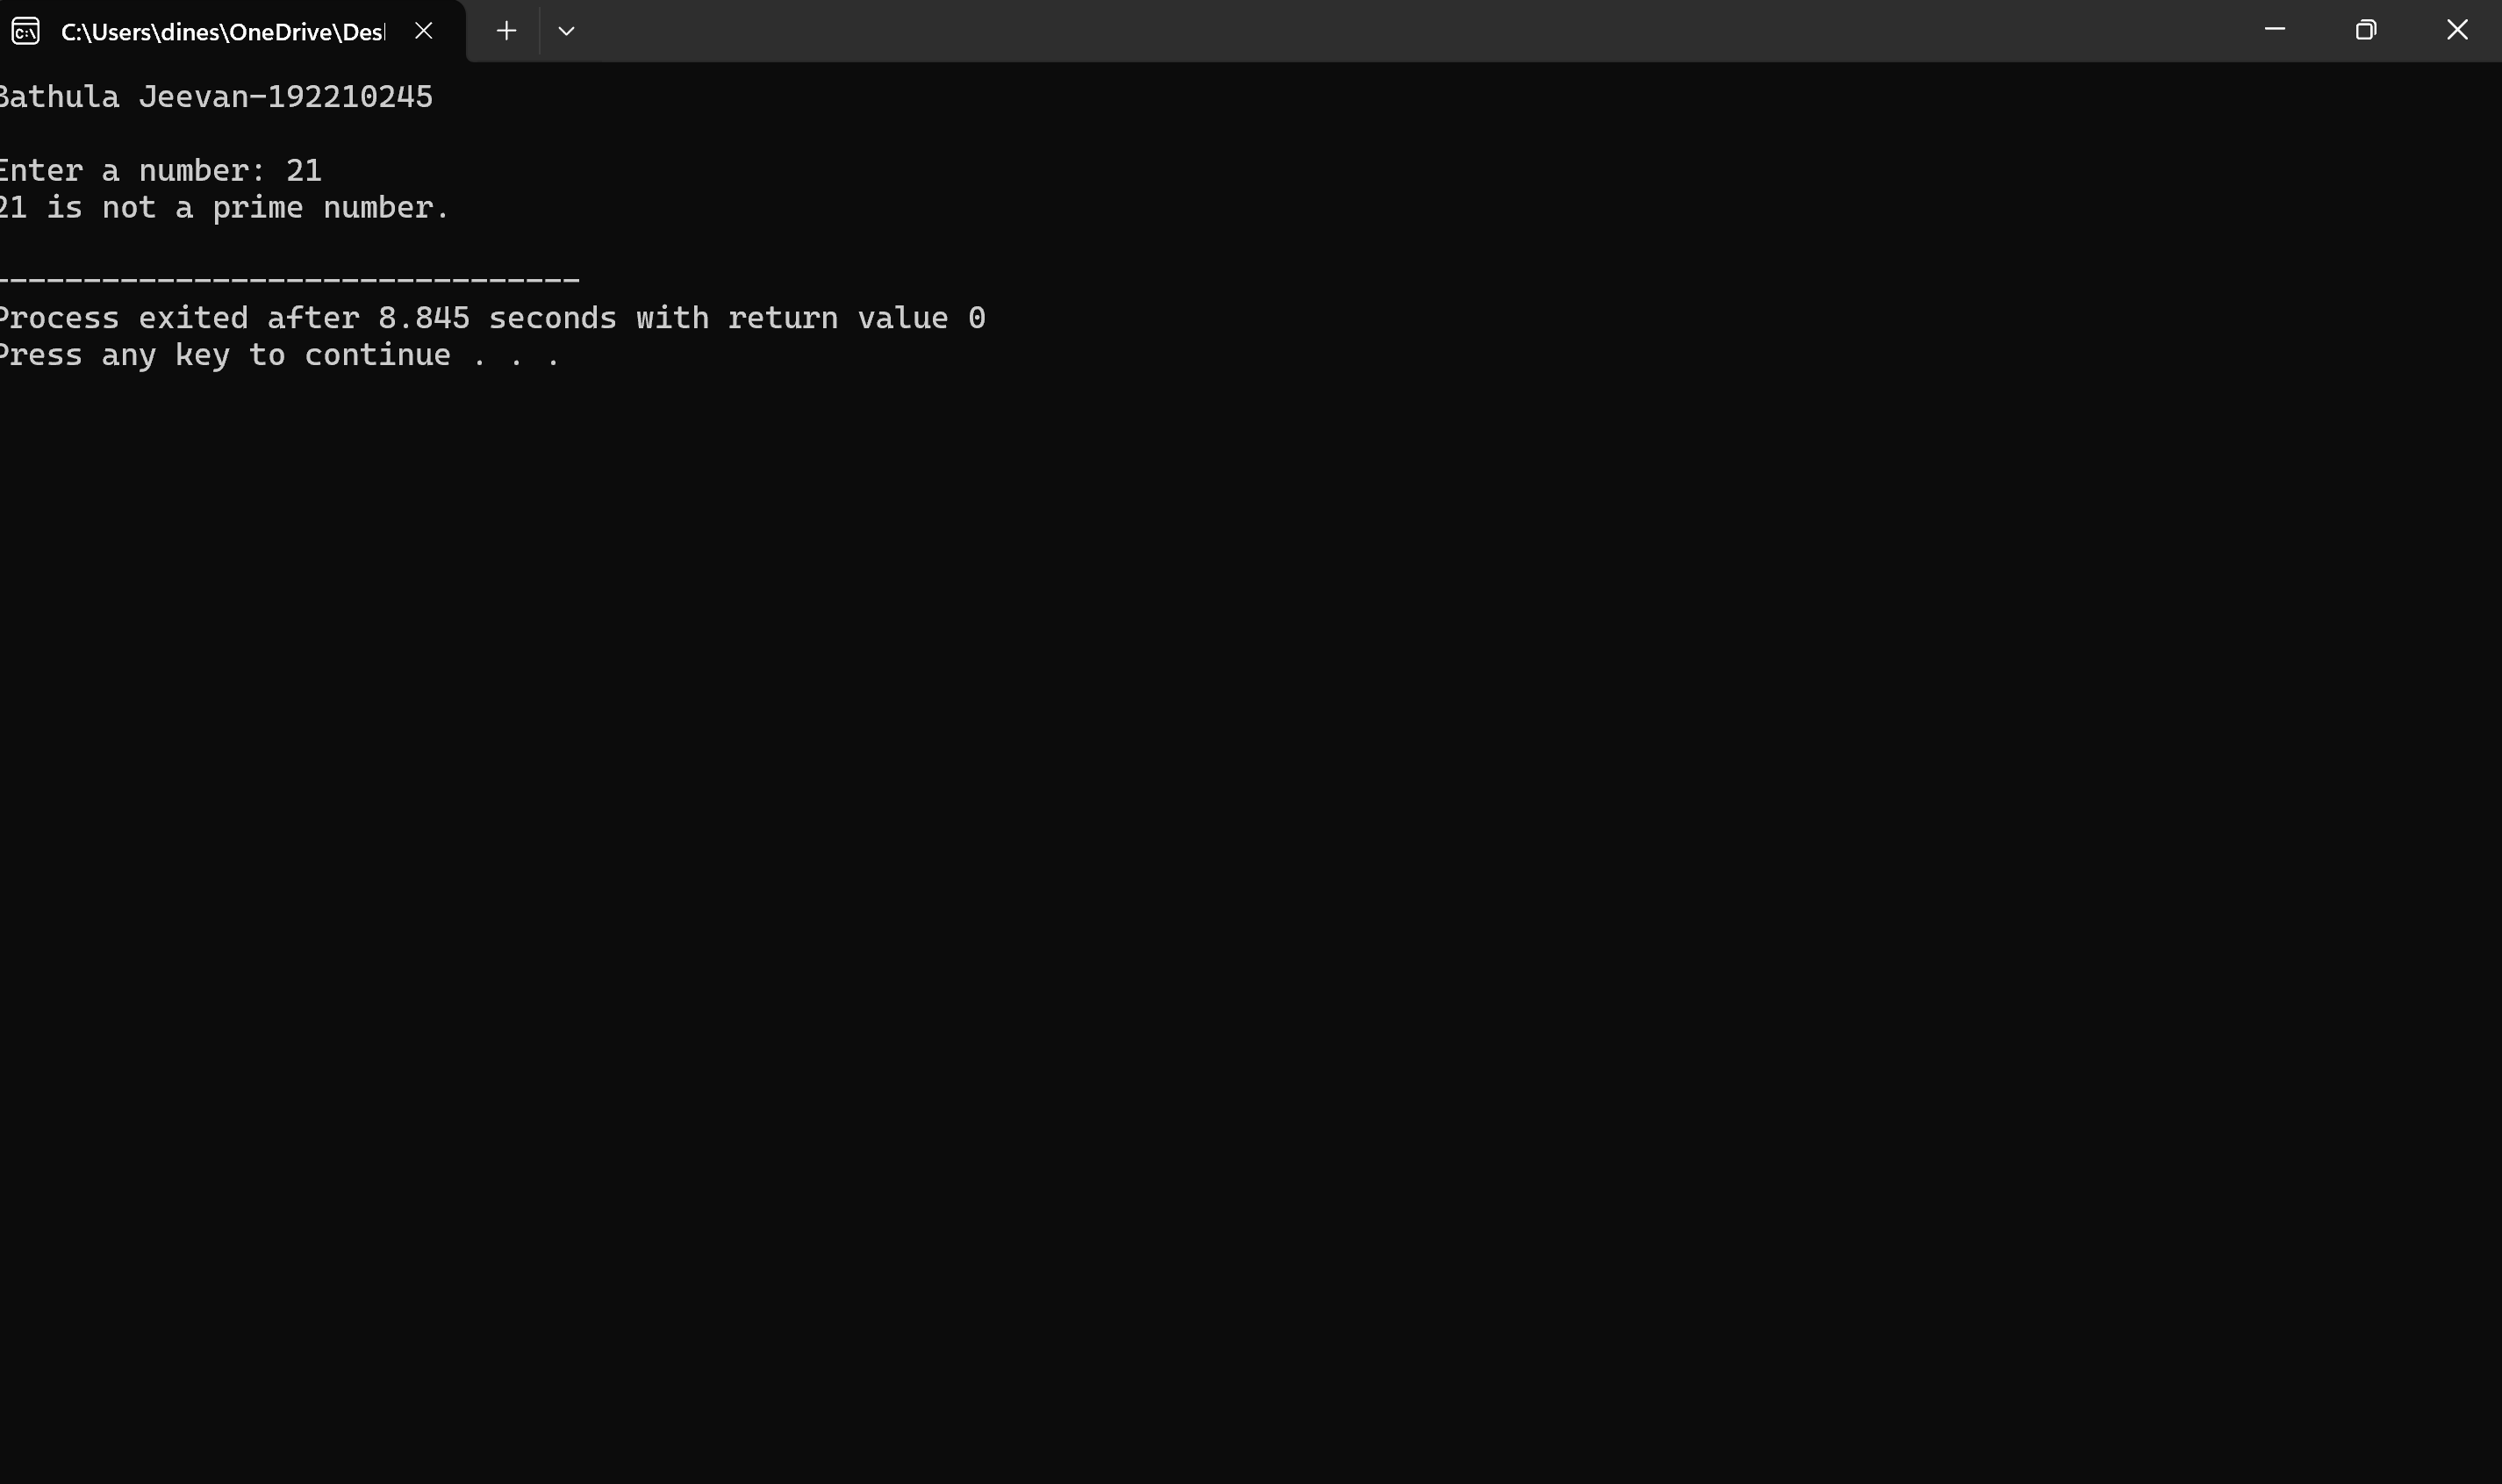 C:\Users\dines\OneDrive\Des
Bathula Jeevan-192210245
Enter a number: 21
21 is not a prime number.
--------------------------------
Process exited after 8.845 seconds with return value 0
Press any key to continue . . .